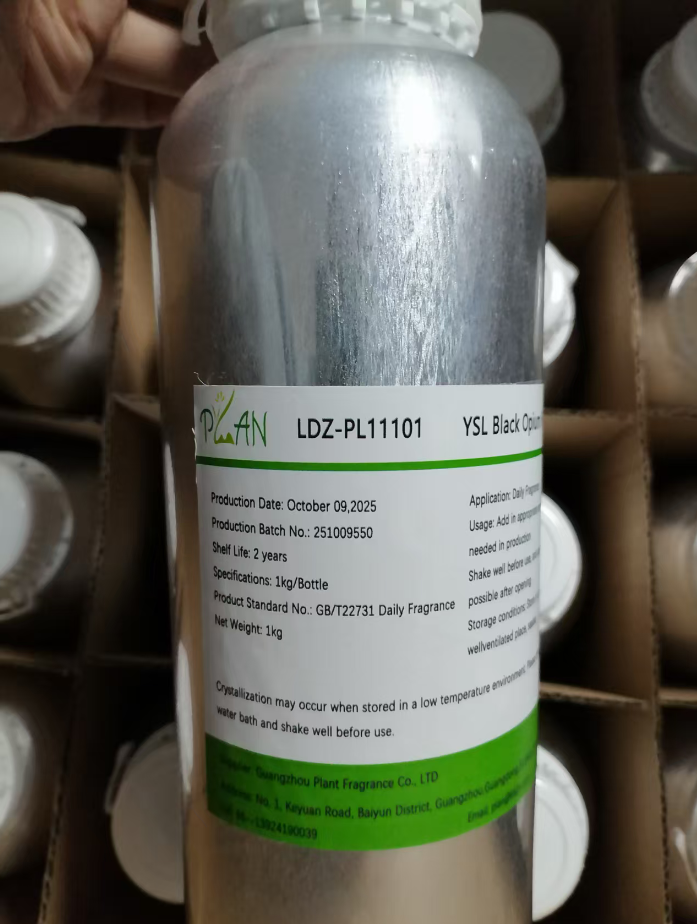 PLAN LDZ-PL11101 YSL Black Opium
Production Date: October 09,2025
Production Batch No.: 251009550
Shelf Life: 2 years
Specifications: 1kg/Bottle
Product Standard No.: GB/T22731 Daily Fragrance
Net Weight: 1kg
Application: Daily
Usage: Add in
needed in production
Shake well before use,
possible after opening
Storage conditions:
wellventilated place,
Crystallization may occur when stored in a low temperature environment.
water bath and shake well before use.
Guangzhou Plant Fragrance Co., LTD
No. 1, Keyuan Road, Baiyun District, Guangzhou,
Email: